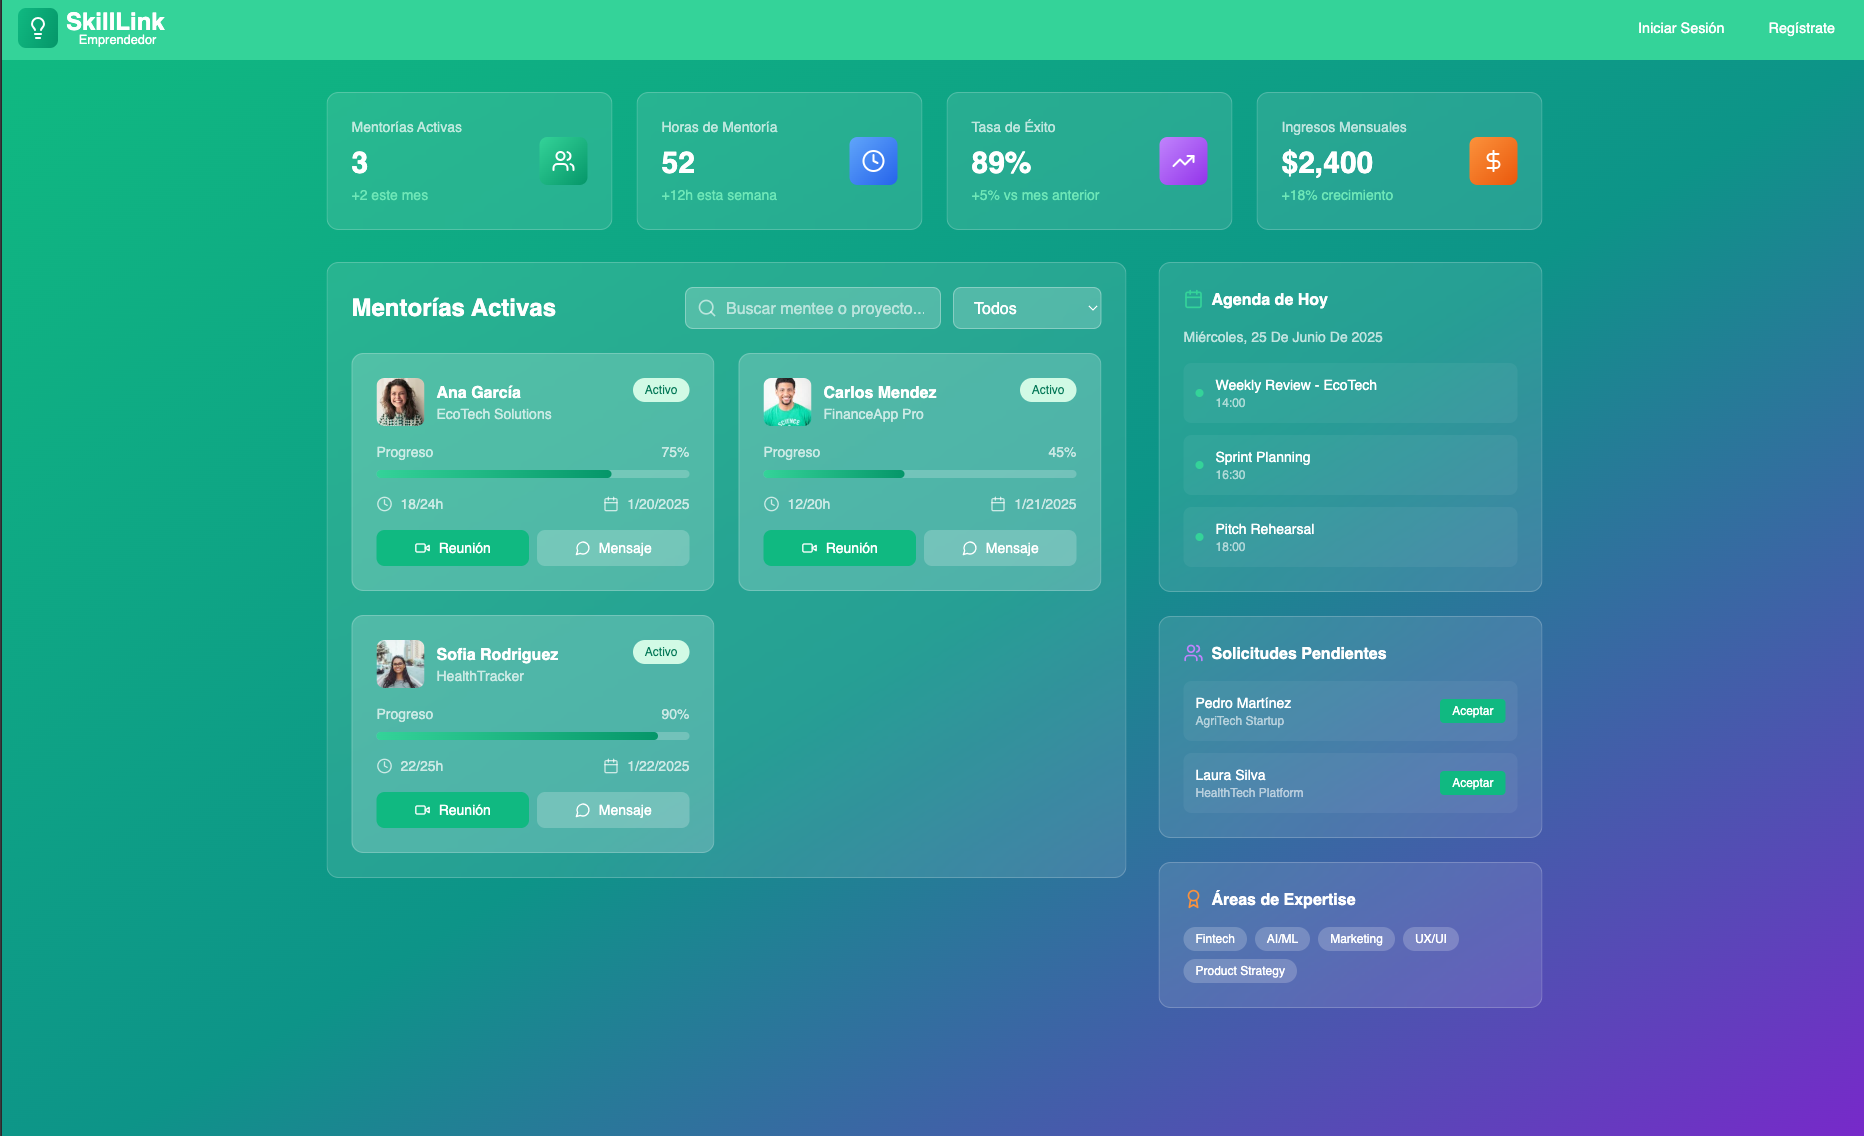 SkillLink
Emprendedor
Iniciar Sesión
Regístrate
Mentorías Activas
3
+2 este mes
Horas de Mentoría
52
+12h esta semana
Tasa de Éxito
89%
+5% vs mes anterior
Ingresos Mensuales
$2,400
+18% crecimiento
Mentorías Activas
Buscar mentee o proyecto...
Todos
Ana García
EcoTech Solutions
Activo
Progreso
75%
18/24h
1/20/2025
Reunión
Mensaje
Carlos Mendez
FinanceApp Pro
Activo
SCIENCE
Progreso
45%
12/20h
1/21/2025
Reunión
Mensaje
Sofia Rodriguez
HealthTracker
Activo
Progreso
90%
22/25h
1/22/2025
Reunión
Mensaje
Agenda de Hoy
Miércoles, 25 De Junio De 2025
Weekly Review - EcoTech
14:00
Sprint Planning
16:30
Pitch Rehearsal
18:00
Solicitudes Pendientes
Pedro Martínez
AgriTech Startup
Aceptar
Laura Silva
HealthTech Platform
Aceptar
Áreas de Expertise
Fintech
AI/ML
Marketing
UX/UI
Product Strategy